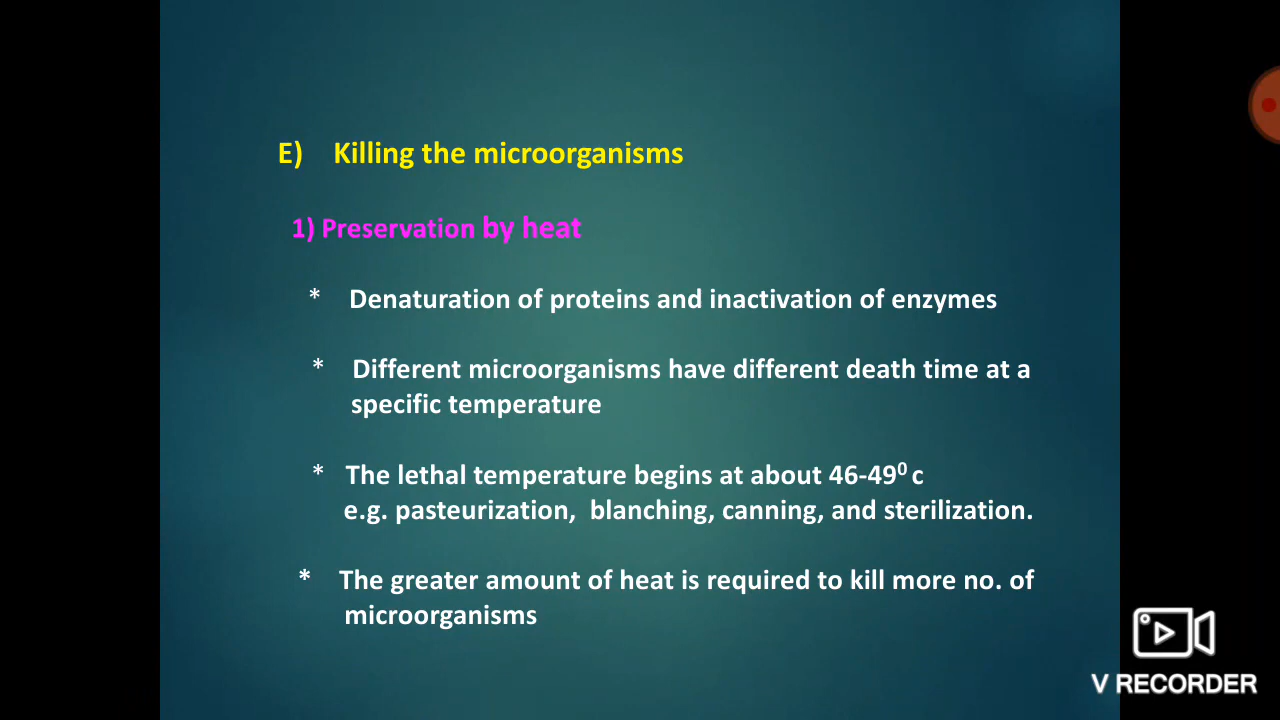 E) Killing the microorganisms
1) Preservation by heat
* Denaturation of proteins and inactivation of enzymes
* Different microorganisms have different death time at a
specific temperature
* The lethal temperature begins at about 46-49⁰ c
e.g. pasteurization, blanching, canning, and sterilization.
* The greater amount of heat is required to kill more no. of
microorganisms
V RECORDER